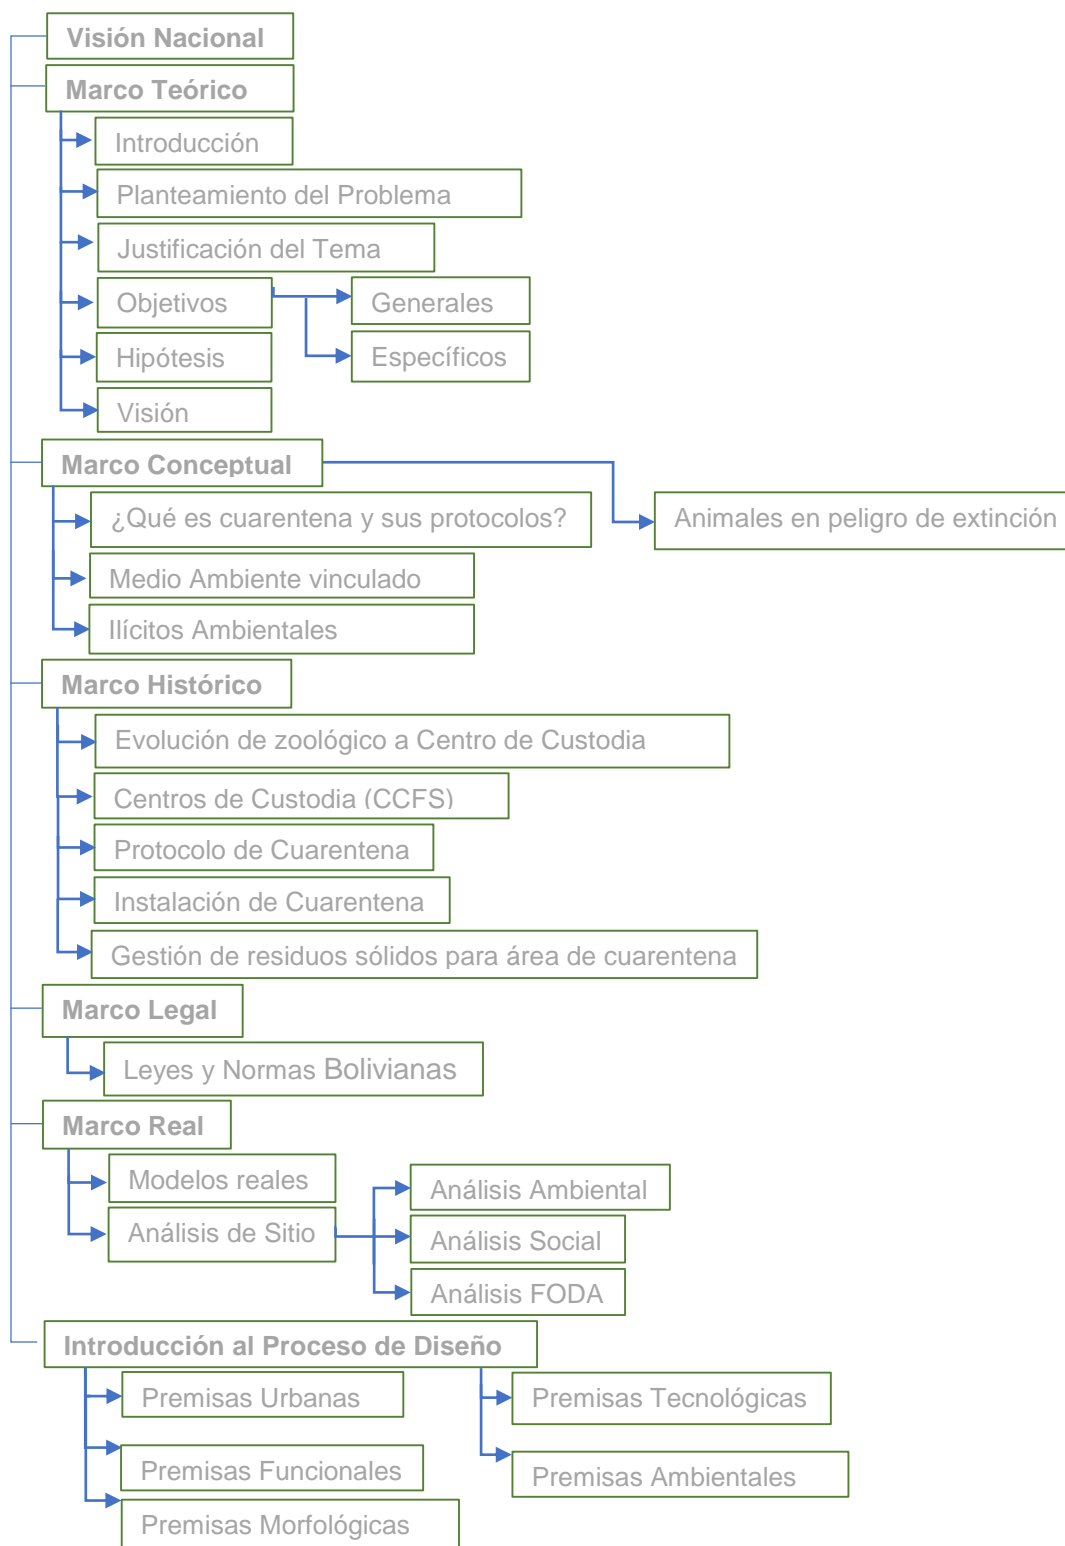 Visión Nacional
Marco Teórico
Introducción
Planteamiento del Problema
Justificación del Tema
Objetivos
Generales
Hipótesis
Específicos
Visión
Marco Conceptual
¿Qué es cuarentena y sus protocolos?
Animales en peligro de extinción
Medio Ambiente vinculado
Ilícitos Ambientales
Marco Histórico
Evolución de zoológico a Centro de Custodia
Centros de Custodia (CCFS)
Protocolo de Cuarentena
Instalación de Cuarentena
Gestión de residuos sólidos para área de cuarentena
Marco Legal
Leyes y Normas Bolivianas
Marco Real
Modelos reales
Análisis Ambiental
Análisis de Sitio
Análisis Social
Análisis FODA
Introducción al Proceso de Diseño
Premisas Urbanas
Premisas Tecnológicas
Premisas Funcionales
Premisas Ambientales
Premisas Morfológicas